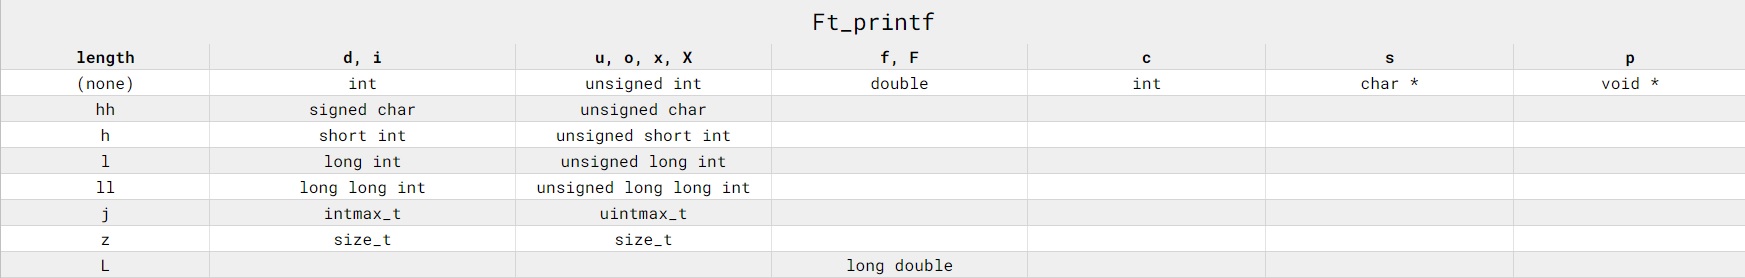 Ft_printf
length d, i u, o, x, X f, F c s p
(none) int unsigned int double int char * void *
hh signed char unsigned char
h short int unsigned short int
l long int unsigned long int
ll long long int unsigned long long int
j intmax_t uintmax_t
z size_t size_t
L long double